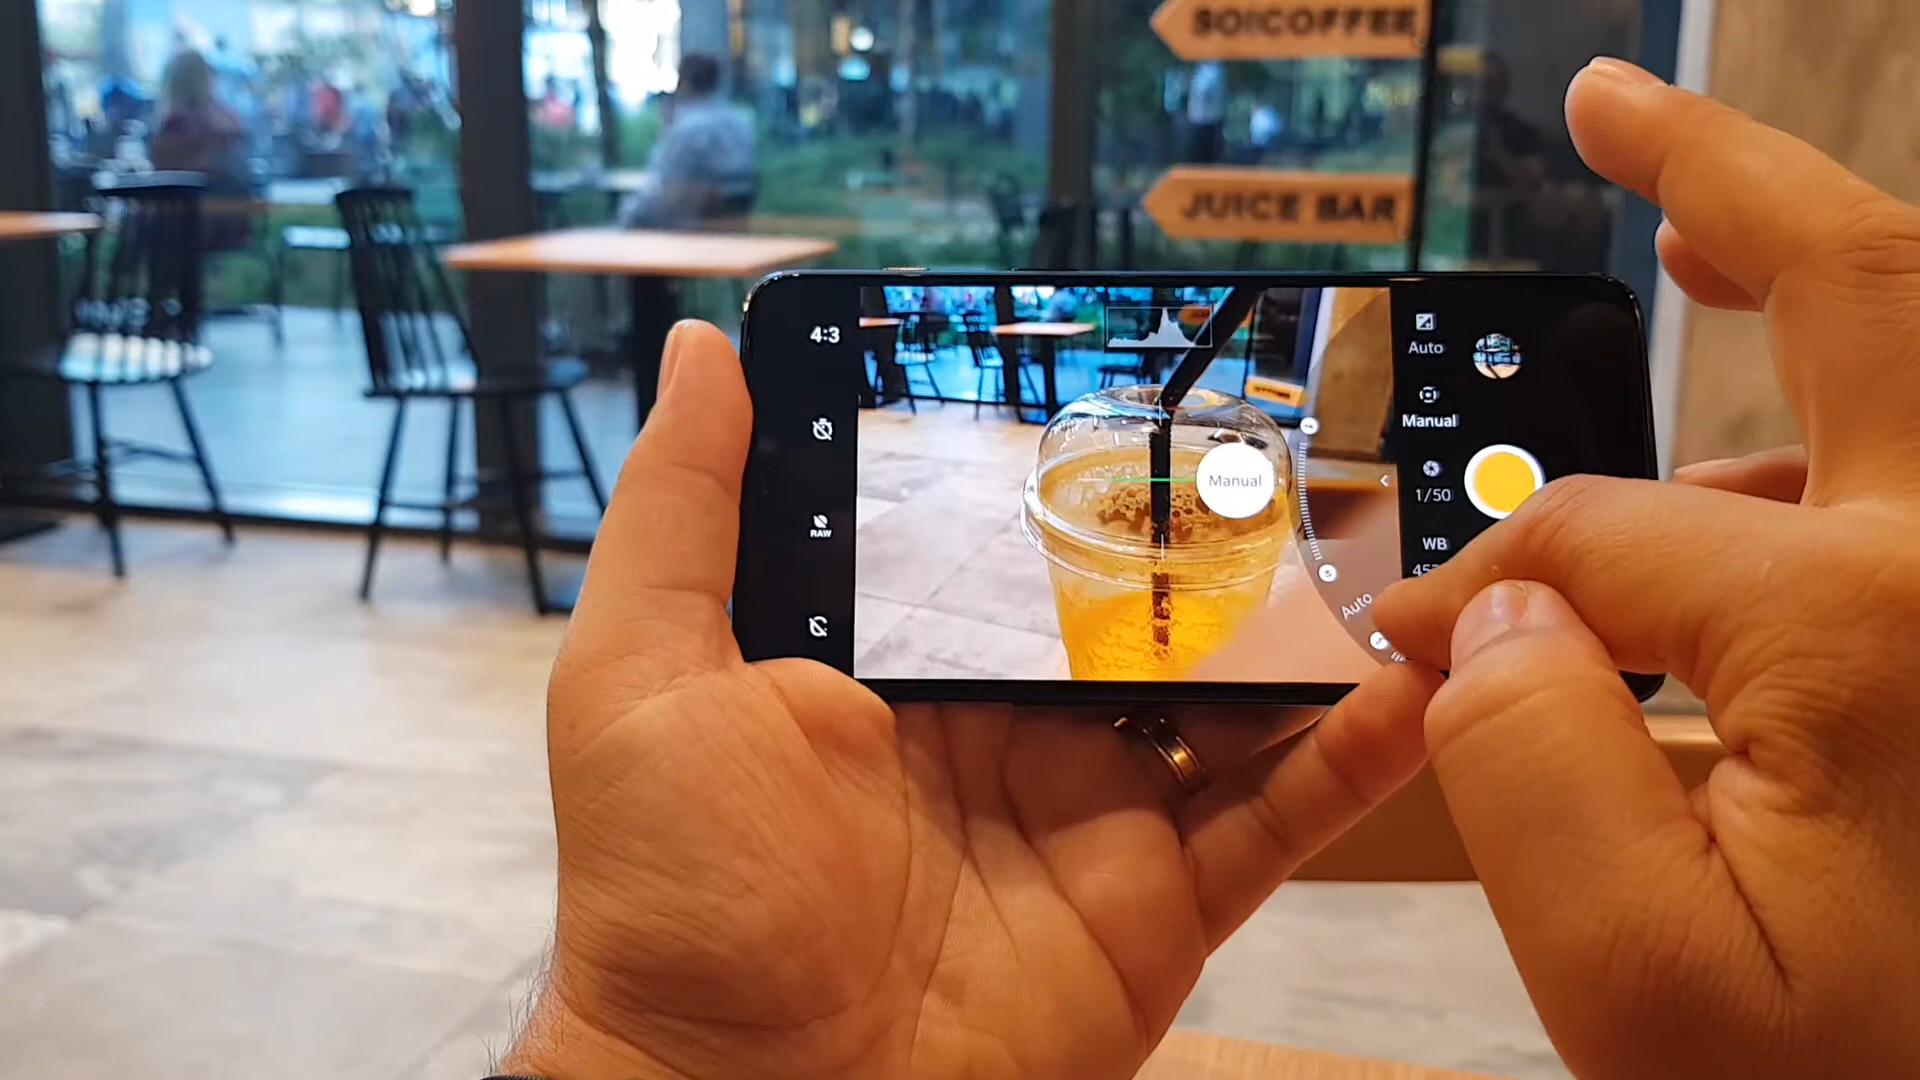 SOICOFFEE
JUICE BAR
4:3
RAW
Manual
Auto
Auto
Manual
1/50
WB